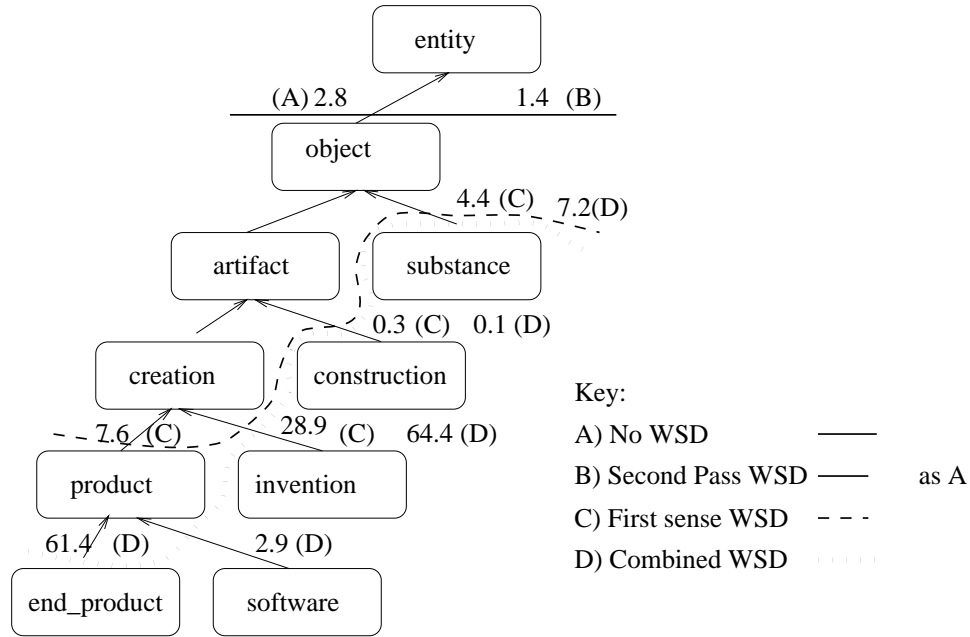 entity
(A) 2.8 1.4 (B)
object
4.4 (C) 7.2(D)
artifact substance
0.3 (C) 0.1 (D)
creation construction
Key:
7.6 (C) 28.9 (C) 64.4 (D)
A) No WSD
product invention
B) Second Pass WSD as A
C) First sense WSD
61.4 (D) 2.9 (D)
D) Combined WSD
end_product software